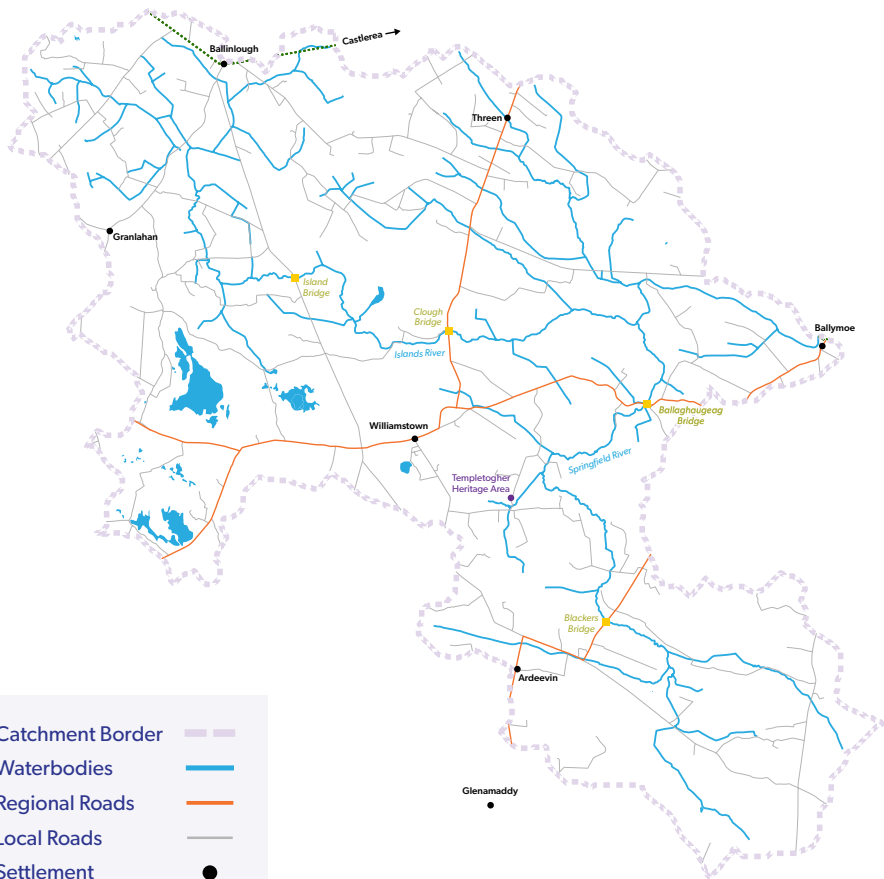 Ballinlough
Castlerea
Threen
Granlahan
Island
Bridge
Clough
Bridge
Islands River
Ballymoe
Ballaghaugeag
Bridge
Williamstown
Springfield River
Templetogher
Heritage Area
Blackers
Bridge
Ardeevin
Glenamaddy
Catchment Border
Waterbodies
Regional Roads
Local Roads
Settlement